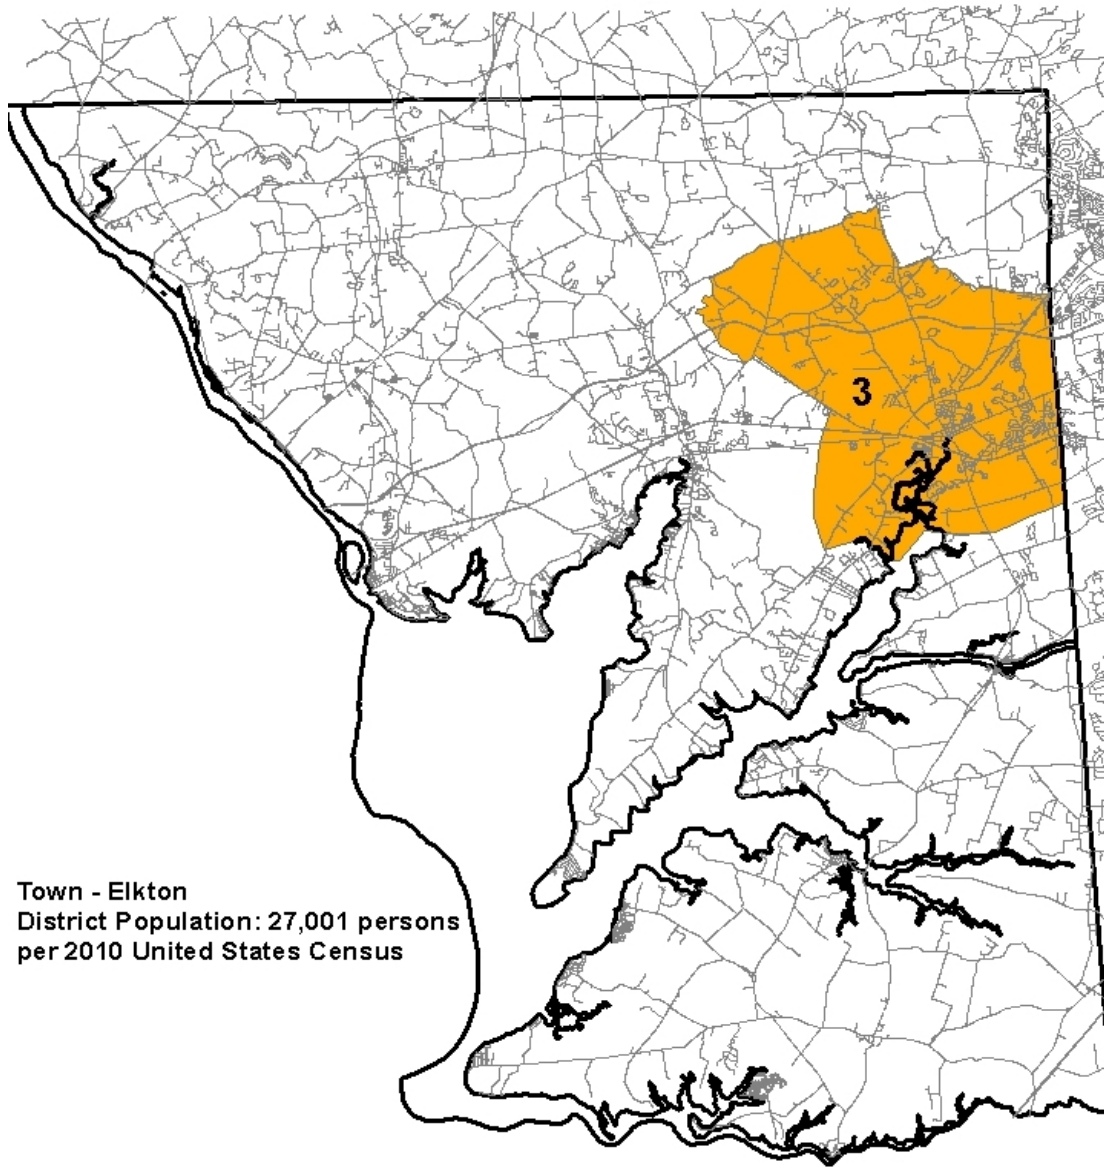 3
Town - Elkton
District Population: 27,001 persons
per 2010 United States Census